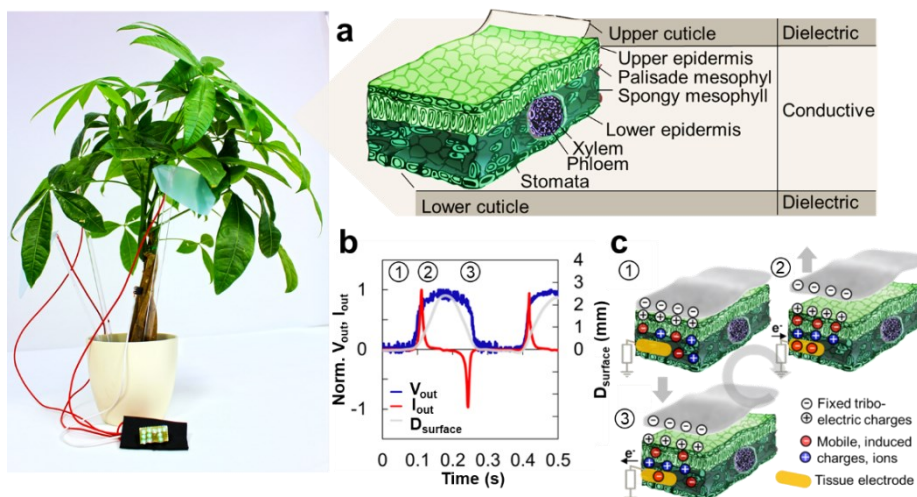 a
Upper cuticle Dielectric
Upper epidermis
Palisade mesophyl
Spongy mesophyll
Conductive
Lower epidermis
Xylem
Phloem
Stomata
Lower cuticle Dielectric
b
1 2 3
Norm. Vout, Iout
1
0
-1
4
3
2
1
0
Dsurface (mm)
Vout
Iout
Dsurface
0 0.1 0.2 0.3 0.4 0.5
Time (s)
c
1
2
e-
3
e-
Fixed tribo-
electric charges
Mobile, induced
charges, ions
Tissue electrode